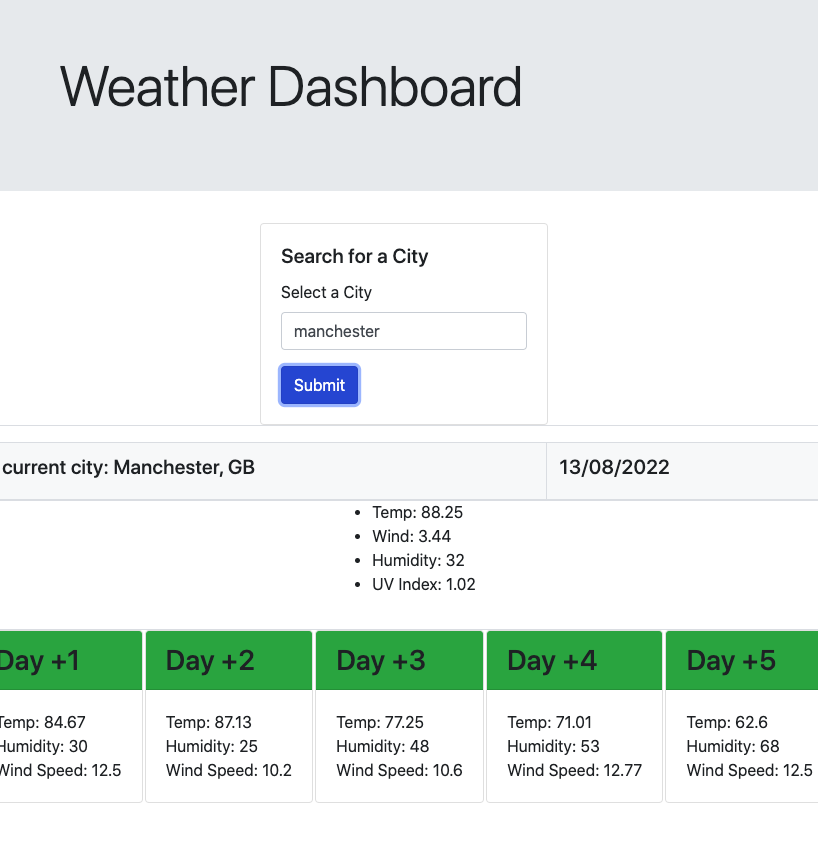 Weather Dashboard
Search for a City
Select a City
manchester
Submit
current city: Manchester, GB 13/08/2022
Temp: 88.25
Wind: 3.44
Humidity: 32
UV Index: 1.02
Day +1 Day +2 Day +3 Day +4 Day +5
Temp: 84.67 Temp: 87.13 Temp: 77.25 Temp: 71.01 Temp: 62.6
Humidity: 30 Humidity: 25 Humidity: 48 Humidity: 53 Humidity: 68
Wind Speed: 12.5 Wind Speed: 10.2 Wind Speed: 10.6 Wind Speed: 12.77 Wind Speed: 12.5